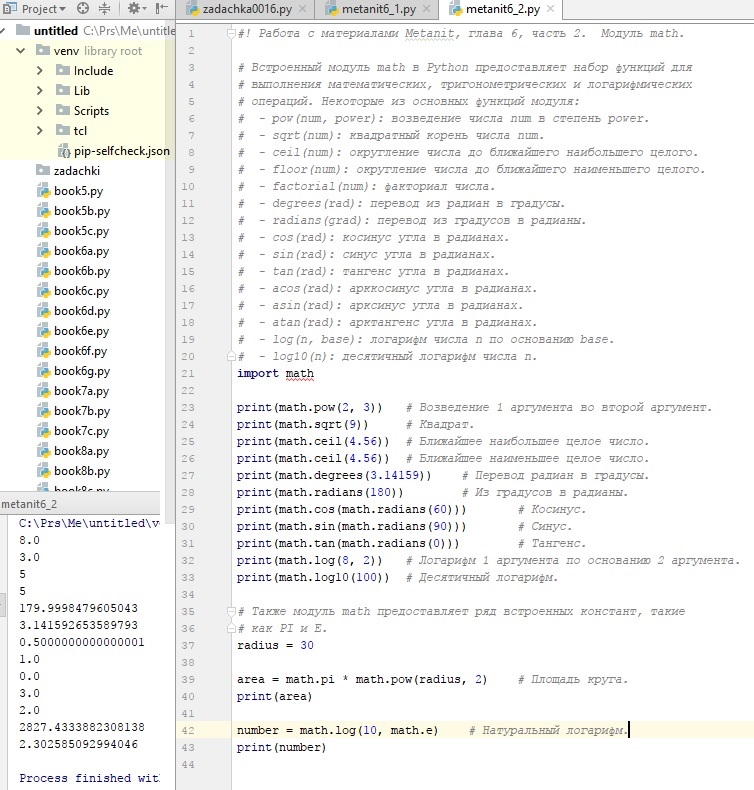 Project
zadachka0016.py
metanit6_1.py
metanit6_2.py
untitled C:\Prs\Me\untitle
venv library root
Include
Lib
Scripts
tcl
pip-selfcheck.json
zadachki
book5.py
book5b.py
book5c.py
book6a.py
book6b.py
book6c.py
book6d.py
book6e.py
book6f.py
book6g.py
book7a.py
book7b.py
book7c.py
book8a.py
book8b.py
book8c.py
1 #! Работа с материалами Metanit, глава 6, часть 2.  Модуль math.
2
3 # Встроенный модуль math в Python предоставляет набор функций для
4 # выполнения математических, тригонометрических и логарифмических
5 # операций. Некоторые из основных функций модуля:
6 #  - pow(num, power): возведение числа num в степень power.
7 #  - sqrt(num): квадратный корень числа num.
8 #  - ceil(num): округление числа до ближайшего наибольшего целого.
9 #  - floor(num): округление числа до ближайшего наименьшего целого.
10 #  - factorial(num): факториал числа.
11 #  - degrees(rad): перевод из радиан в градусы.
12 #  - radians(grad): перевод из градусов в радианы.
13 #  - cos(rad): косинус угла в радианах.
14 #  - sin(rad): синус угла в радианах.
15 #  - tan(rad): тангенс угла в радианах.
16 #  - acos(rad): арккосинус угла в радианах.
17 #  - asin(rad): арксинус угла в радианах.
18 #  - atan(rad): арктангенс угла в радианах.
19 #  - log(n, base): логарифм числа n по основанию base.
20 #  - log10(n): десятичный логарифм числа n.
21 import math
22
23 print(math.pow(2, 3))  # Возведение 1 аргумента во второй аргумент.
24 print(math.sqrt(9))     # Квадрат.
25 print(math.ceil(4.56))  # Ближайшее наибольшее целое число.
26 print(math.ceil(4.56))  # Ближайшее наименьшее целое число.
27 print(math.degrees(3.14159))    # Перевод радиан в градусы.
28 print(math.radians(180))        # Из градусов в радианы.
29 print(math.cos(math.radians(60)))       # Косинус.
30 print(math.sin(math.radians(90)))       # Синус.
31 print(math.tan(math.radians(0)))        # Тангенс.
32 print(math.log(8, 2))   # Логарифм 1 аргумента по основанию 2 аргумента.
33 print(math.log10(100))  # Десятичный логарифм.
34
35 # Также модуль math предоставляет ряд встроенных констант, такие
36 # как PI и E.
37 radius = 30
38
39 area = math.pi * math.pow(radius, 2)    # Площадь круга.
40 print(area)
41
42 number = math.log(10, math.e)    # Натуральный логарифм.
43 print(number)
44
metanit6_2
C:\Prs\Me\untitled\v
8.0
3.0
5
5
179.9998479605043
3.141592653589793
0.5000000000000001
1.0
0.0
3.0
2.0
2827.4333882308138
2.302585092994046
Process finished wit